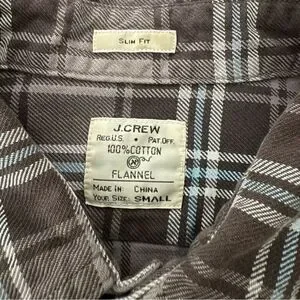 SLIM FIT
J.CREW
REG.U.S. • PAT.OFF.
100% COTTON
FLANNEL
MADE IN: CHINA
YOUR SIZE: SMALL